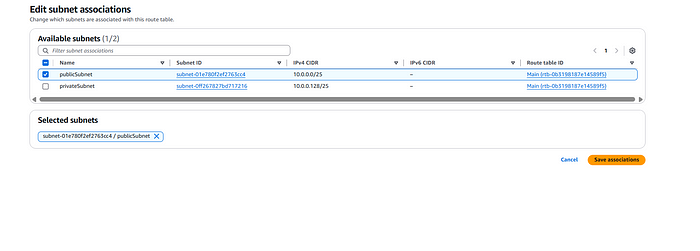 Edit subnet associations
Change which subnets are associated with this route table.
Available subnets (1/2)
Filter subnet associations
1
Name Subnet ID IPv4 CIDR IPv6 CIDR Route table ID
publicSubnet subnet-01e780f2ef2763cc4 10.0.0.0/25 – Main (rtb-0b3198187e14589f5)
privateSubnet subnet-0ff267827bd717216 10.0.0.128/25 – Main (rtb-0b3198187e14589f5)
Selected subnets
subnet-01e780f2ef2763cc4 / publicSubnet
Cancel Save associations